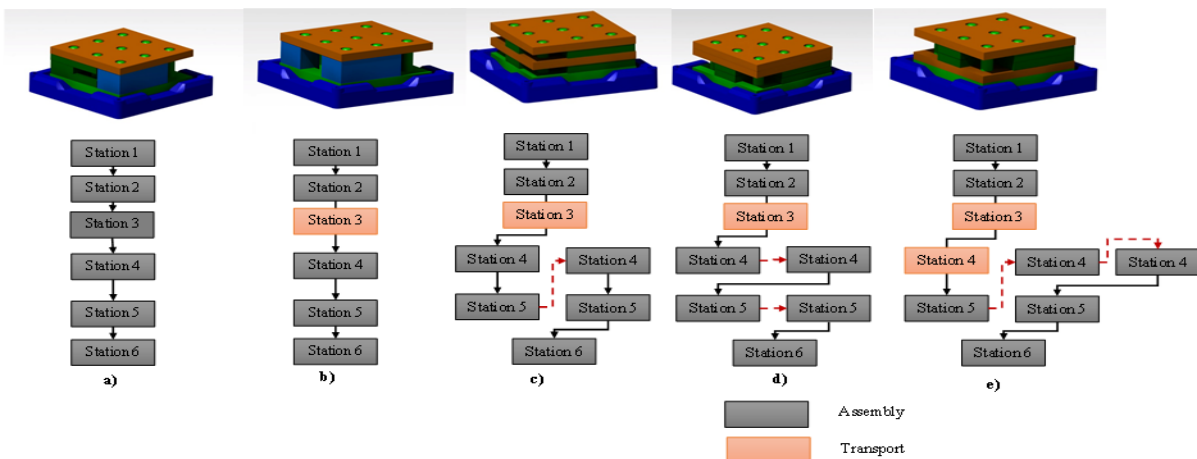 Station 1
Station 2
Station 3
Station 4
Station 5
Station 6
a)
Station 1
Station 2
Station 3
Station 4
Station 5
Station 6
b)
Station 1
Station 2
Station 3
Station 4
Station 4
Station 5
Station 5
Station 6
c)
Station 1
Station 2
Station 3
Station 4
Station 4
Station 5
Station 5
Station 6
d)
Station 1
Station 2
Station 3
Station 4
Station 4
Station 4
Station 5
Station 5
Station 6
e)
Assembly
Transport